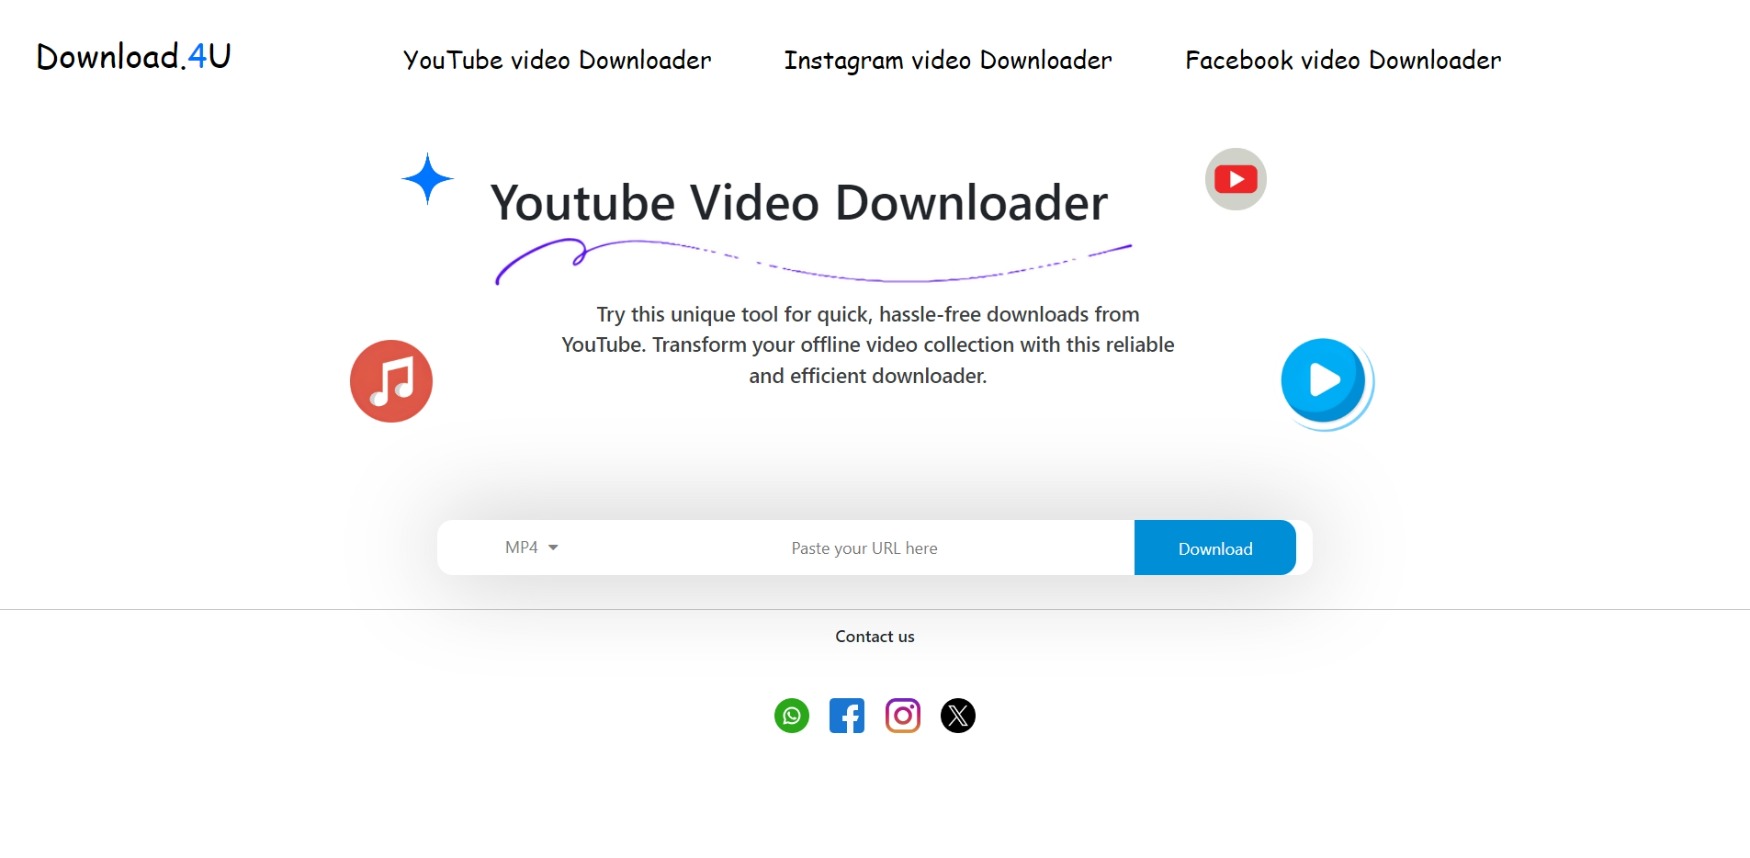 Download.4U
YouTube video Downloader
Instagram video Downloader
Facebook video Downloader
Youtube Video Downloader
Try this unique tool for quick, hassle-free downloads from
YouTube. Transform your offline video collection with this reliable
and efficient downloader.
MP4
Paste your URL here
Download
Contact us